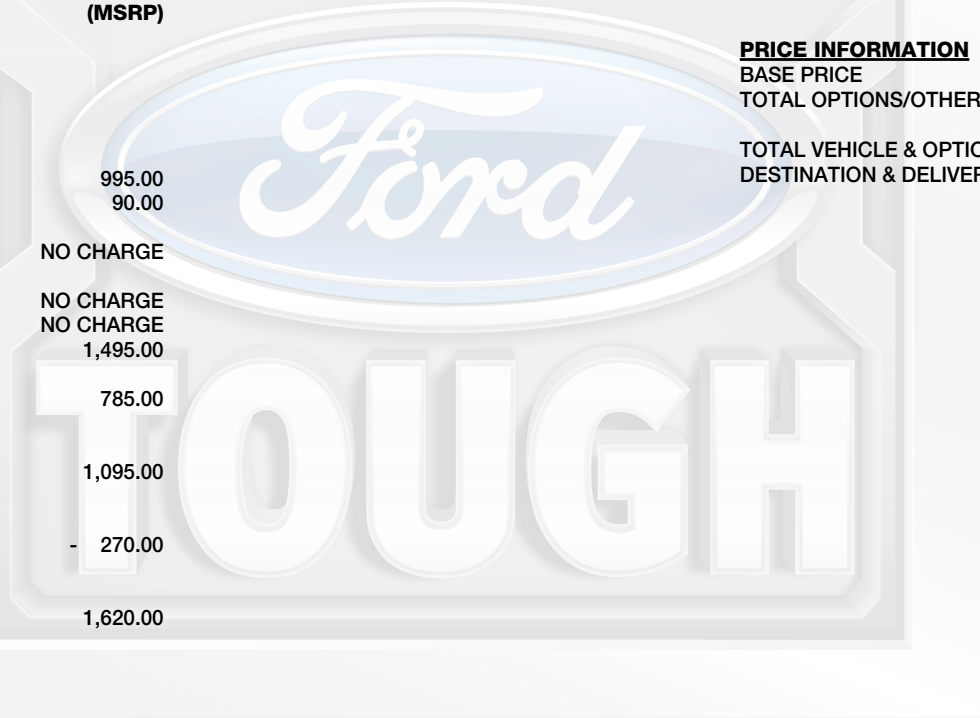 (MSRP)
995.00
90.00
NO CHARGE
NO CHARGE
NO CHARGE
1,495.00
785.00
1,095.00
- 270.00
1,620.00
PRICE INFORMATION
BASE PRICE
TOTAL OPTIONS/OTHER
TOTAL VEHICLE & OPTIO
DESTINATION & DELIVER
Ford
TOUGH